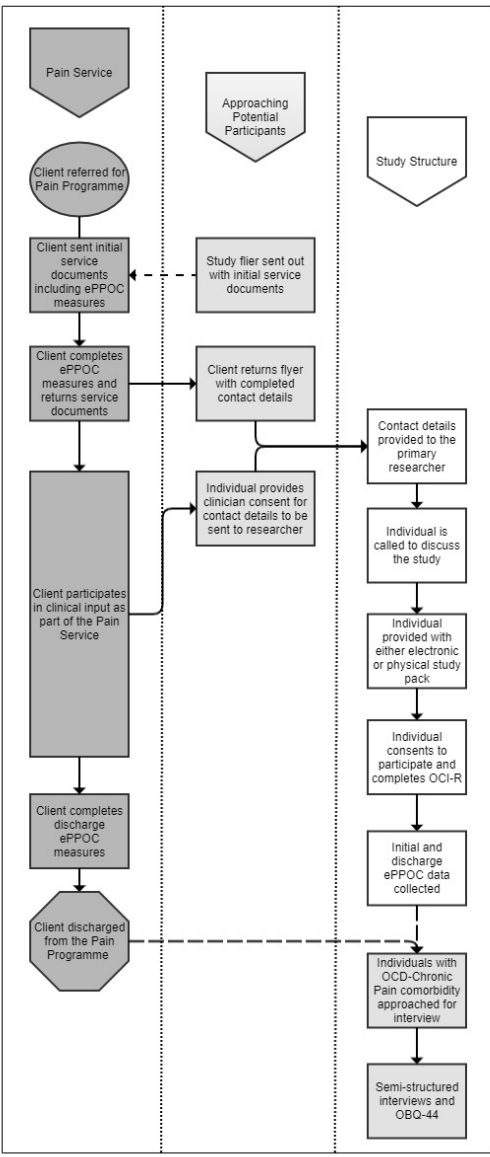 Pain Service
Client referred for
Pain Programme
Client sent initial
service
documents
including ePPOC
measures
Client completes
ePPOC
measures and
returns service
documents
Client participates
in clinical input as
part of the Pain
Service
Client completes
discharge
ePPOC
measures
Client discharged
from the Pain
Programme
Approaching
Potential
Participants
Study flier sent out
with initial service
documents
Client returns flyer
with completed
contact details
Individual provides
clinician consent for
contact details to be
sent to researcher
Study Structure
Contact details
provided to the
primary
researcher
Individual is
called to discuss
the study
Individual
provided with
either electronic
or physical study
pack
Individual
consents to
participate and
completes OCI-R
Initial and
discharge
ePPOC data
collected
Individuals with
OCD-Chronic
Pain comorbidity
approached for
interview
Semi-structured
interviews and
OBQ-44